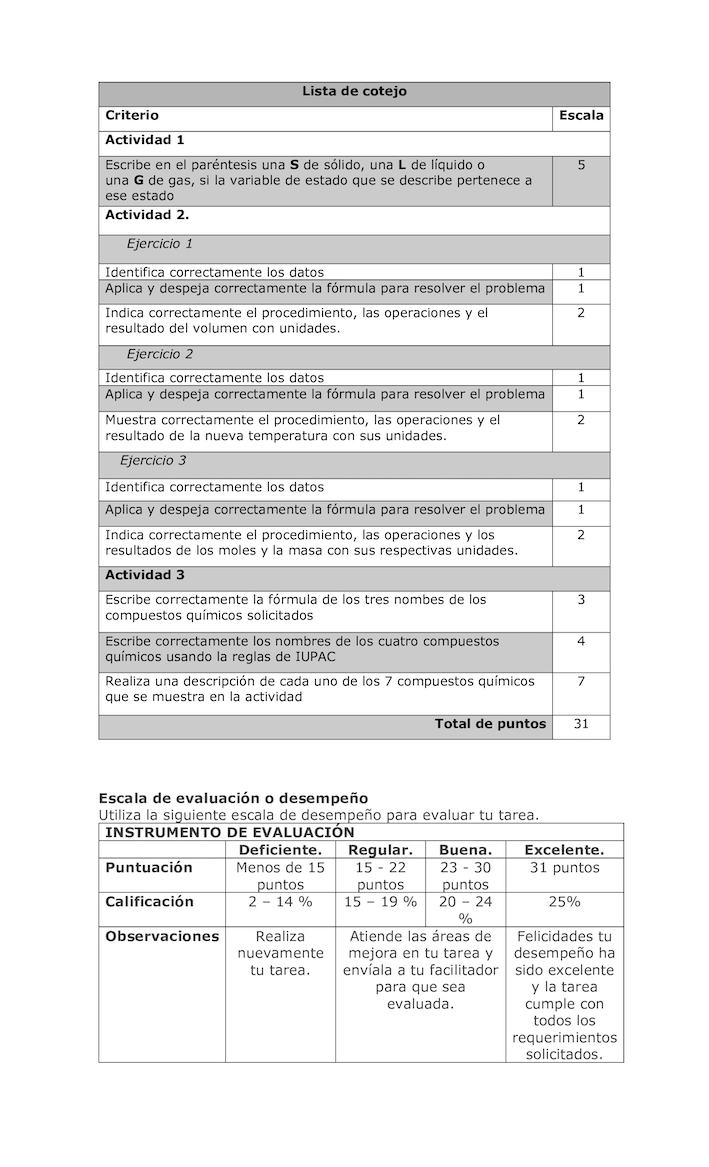 Lista de cotejo
Criterio Escala
Actividad 1
Escribe en el paréntesis una S de sólido, una L de líquido o 5
una G de gas, si la variable de estado que se describe pertenece a
ese estado
Actividad 2.
Ejercicio 1
Identifica correctamente los datos 1
Aplica y despeja correctamente la fórmula para resolver el problema 1
Indica correctamente el procedimiento, las operaciones y el 2
resultado del volumen con unidades.
Ejercicio 2
Identifica correctamente los datos 1
Aplica y despeja correctamente la fórmula para resolver el problema 1
Muestra correctamente el procedimiento, las operaciones y el 2
resultado de la nueva temperatura con sus unidades.
Ejercicio 3
Identifica correctamente los datos 1
Aplica y despeja correctamente la fórmula para resolver el problema 1
Indica correctamente el procedimiento, las operaciones y los 2
resultados de los moles y la masa con sus respectivas unidades.
Actividad 3
Escribe correctamente la fórmula de los tres nombes de los 3
compuestos químicos solicitados
Escribe correctamente los nombres de los cuatro compuestos 4
químicos usando la reglas de IUPAC
Realiza una descripción de cada uno de los 7 compuestos químicos 7
que se muestra en la actividad
Total de puntos 31
Escala de evaluación o desempeño
Utiliza la siguiente escala de desempeño para evaluar tu tarea.
INSTRUMENTO DE EVALUACIÓN
Deficiente. Regular. Buena. Excelente.
Puntuación Menos de 15 15 - 22 23 - 30 31 puntos
puntos puntos puntos
Calificación 2 – 14 % 15 – 19 % 20 – 24 25%
%
Observaciones Realiza Atiende las áreas de Felicidades tu
nuevamente mejora en tu tarea y desempeño ha
tu tarea. envíala a tu facilitador sido excelente
para que sea y la tarea
evaluada. cumple con
todos los
requerimientos
solicitados.